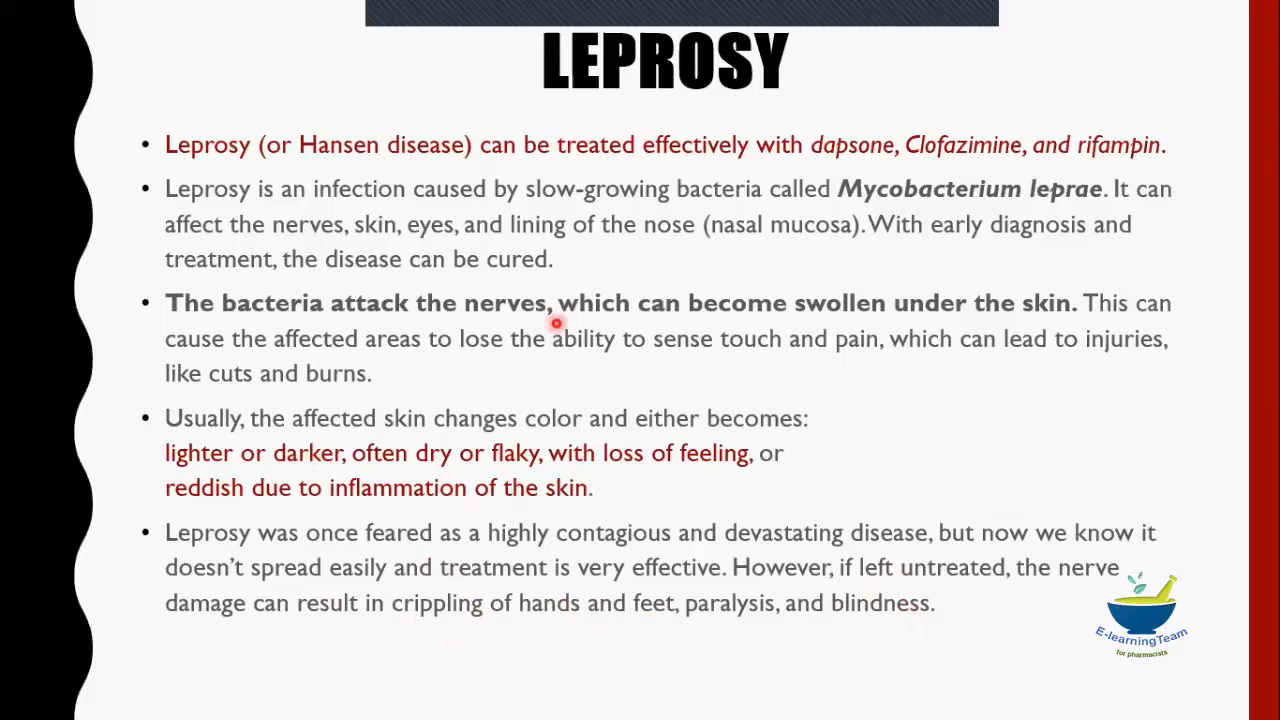 LEPROSY
• Leprosy (or Hansen disease) can be treated effectively with dapsone, Clofazimine, and rifampin.
• Leprosy is an infection caused by slow-growing bacteria called Mycobacterium leprae. It can
affect the nerves, skin, eyes, and lining of the nose (nasal mucosa). With early diagnosis and
treatment, the disease can be cured.
• The bacteria attack the nerves, which can become swollen under the skin. This can
cause the affected areas to lose the ability to sense touch and pain, which can lead to injuries,
like cuts and burns.
• Usually, the affected skin changes color and either becomes:
lighter or darker, often dry or flaky, with loss of feeling, or
reddish due to inflammation of the skin.
• Leprosy was once feared as a highly contagious and devastating disease, but now we know it
doesn’t spread easily and treatment is very effective. However, if left untreated, the nerve
damage can result in crippling of hands and feet, paralysis, and blindness.
E-learningTeam
for pharmacists